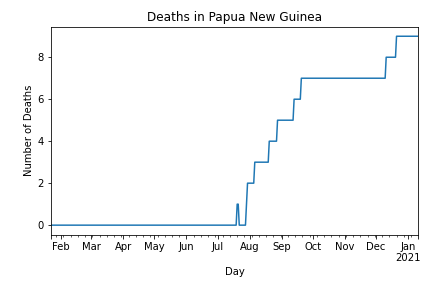 Deaths in Papua New Guinea
Number of Deaths
8
6
4
2
0
Feb Mar Apr May Jun Jul Aug Sep Oct Nov Dec Jan
2021
Day